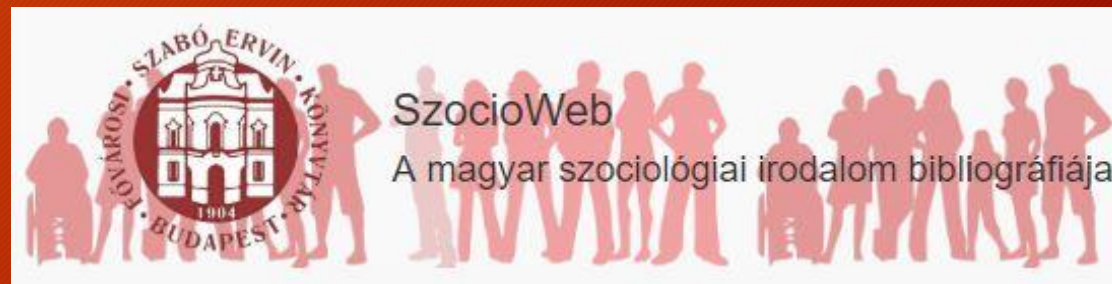 FŐVÁROSI · SZABÓ ERVIN · KÖNYVTÁR · BUDAPEST ·
1904
SzocioWeb
A magyar szociológiai irodalom bibliográfiája